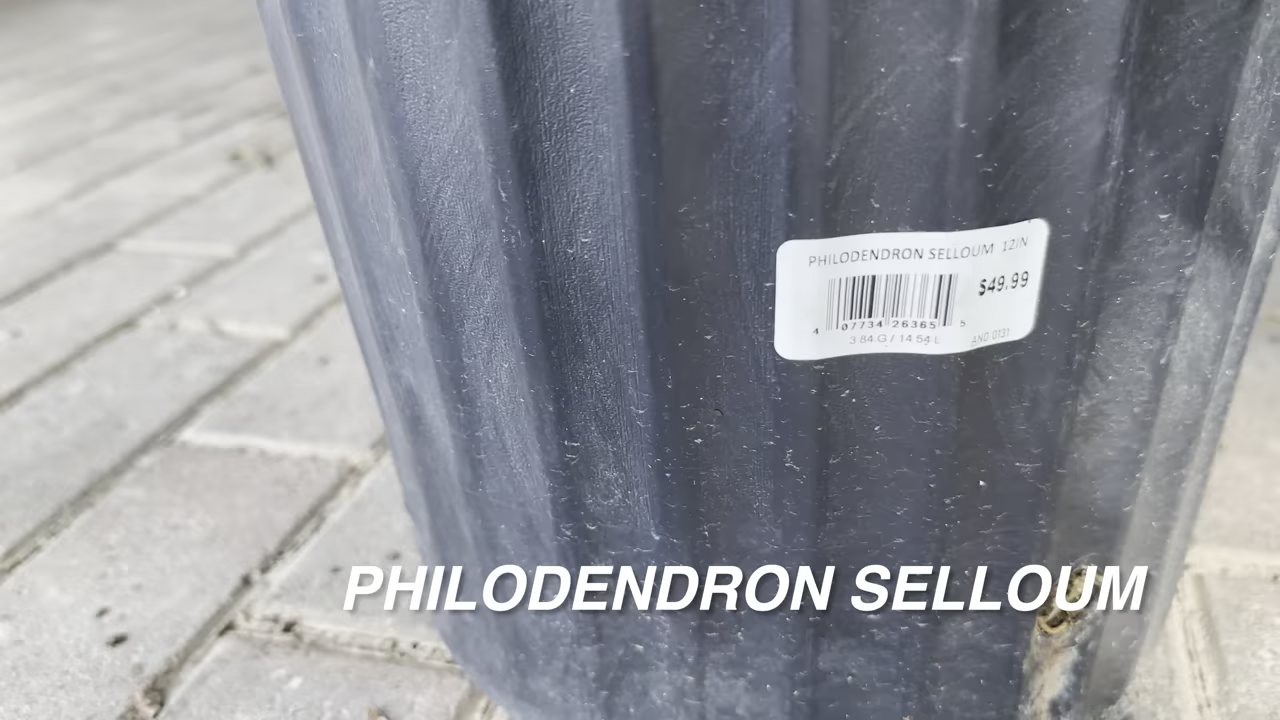 PHILODENDRON SELLOUM 12IN
$49.99
4 07734 26365 5
3 84 G / 14 54 L
AND 0131
PHILODENDRON SELLOUM